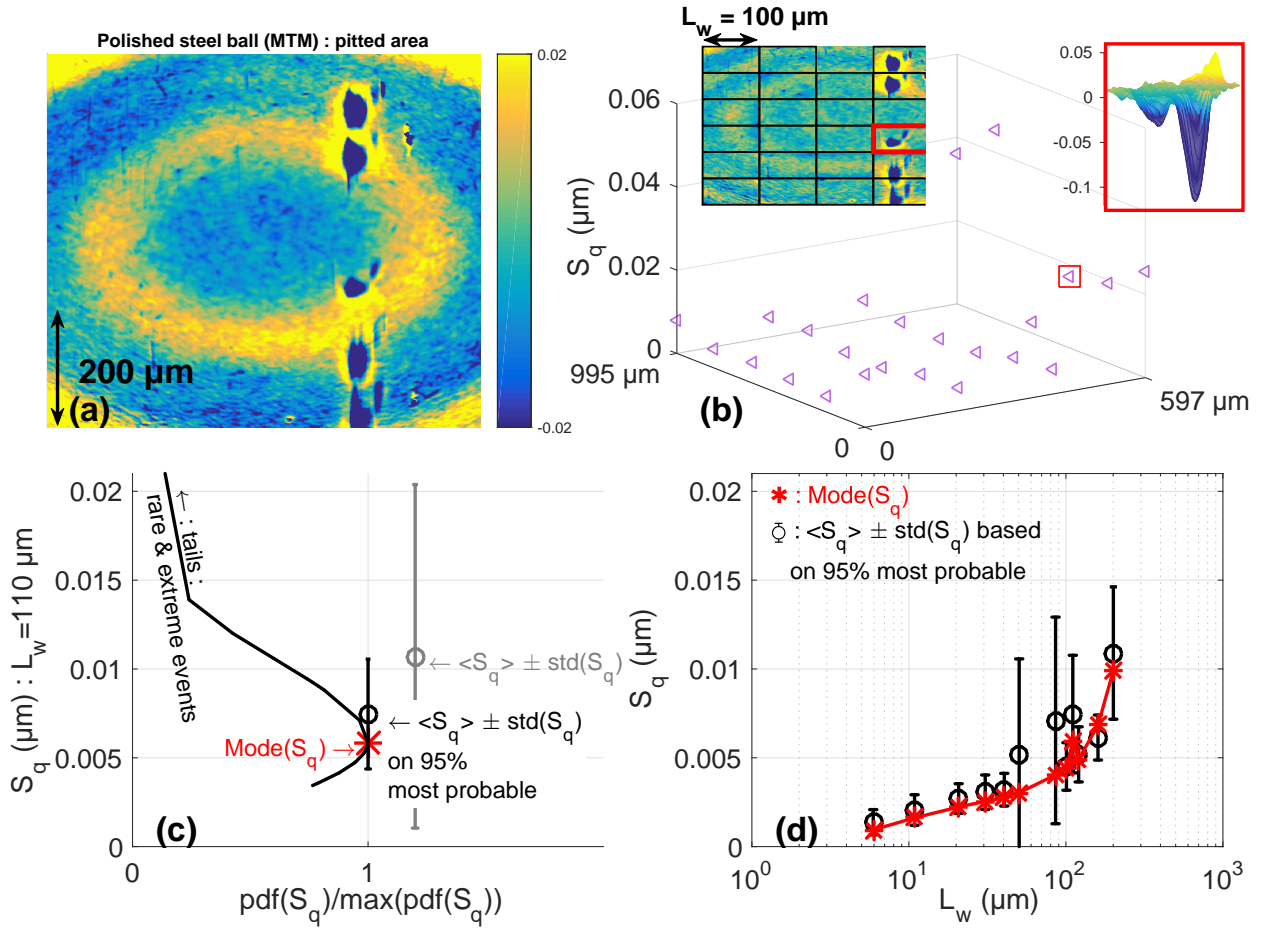 Polished steel ball (MTM) : pitted area
0.02
-0.02
200 µm
(a)
L_w = 100 µm
0.06
0.04
0.02
0
S_q (µm)
995 µm
0
0
597 µm
0.05
0
-0.05
-0.1
(b)
0.02
0.015
0.01
0.005
0
S_q (µm) : L_w=110 µm
← : tails :
rare & extreme events
← <S_q> ± std(S_q)
← <S_q> ± std(S_q)
on 95%
most probable
Mode(S_q) →
(c)
0
1
pdf(S_q)/max(pdf(S_q))
0.02
0.015
0.01
0.005
0
S_q (µm)
: Mode(S_q)
: <S_q> ± std(S_q) based
on 95% most probable
(d)
10^0
10^1
10^2
10^3
L_w (µm)